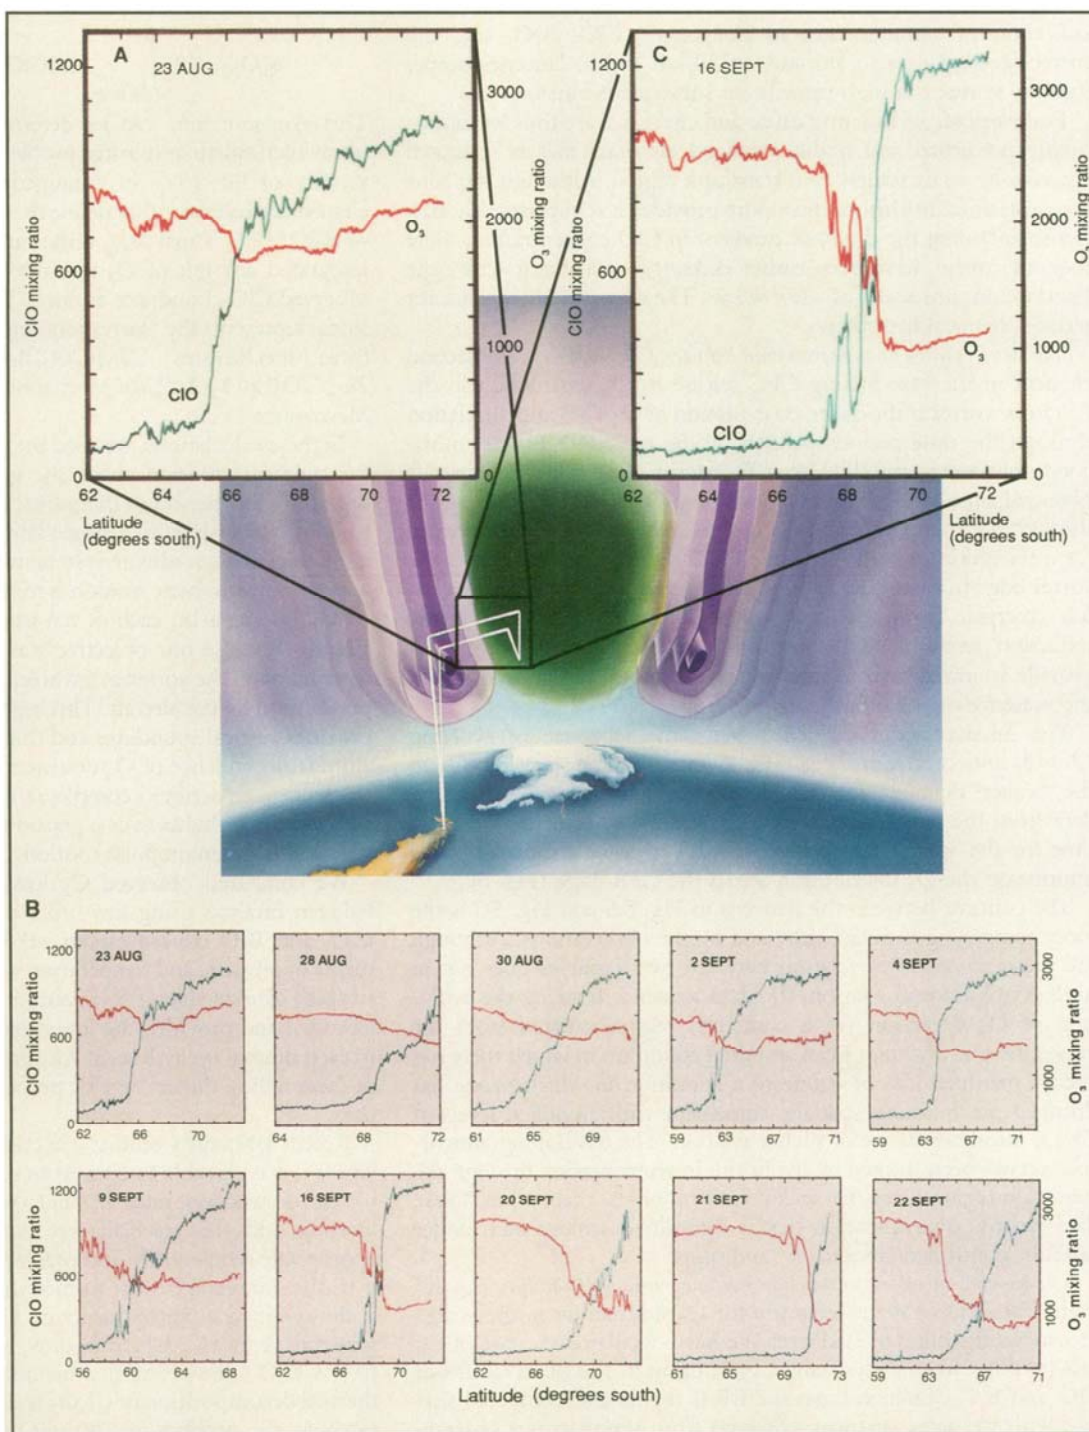 A
23 AUG
1200
600
0
ClO mixing ratio
3000
2000
1000
0
O₃ mixing ratio
O₃
ClO
62 64 66 68 70 72
Latitude
(degrees south)
C
16 SEPT
1200
600
0
ClO mixing ratio
3000
2000
1000
0
O₃ mixing ratio
O₃
ClO
62 64 66 68 70 72
Latitude
(degrees south)
B
23 AUG
28 AUG
30 AUG
2 SEPT
4 SEPT
1200
600
0
ClO mixing ratio
3000
1000
O₃ mixing ratio
62 66 70
64 68 72
61 65 69
59 63 67 71
59 63 67 71
9 SEPT
16 SEPT
20 SEPT
21 SEPT
22 SEPT
1200
600
0
ClO mixing ratio
3000
1000
O₃ mixing ratio
56 60 64 68
62 66 70
62 66 70
61 65 69 73
59 63 67 71
Latitude (degrees south)